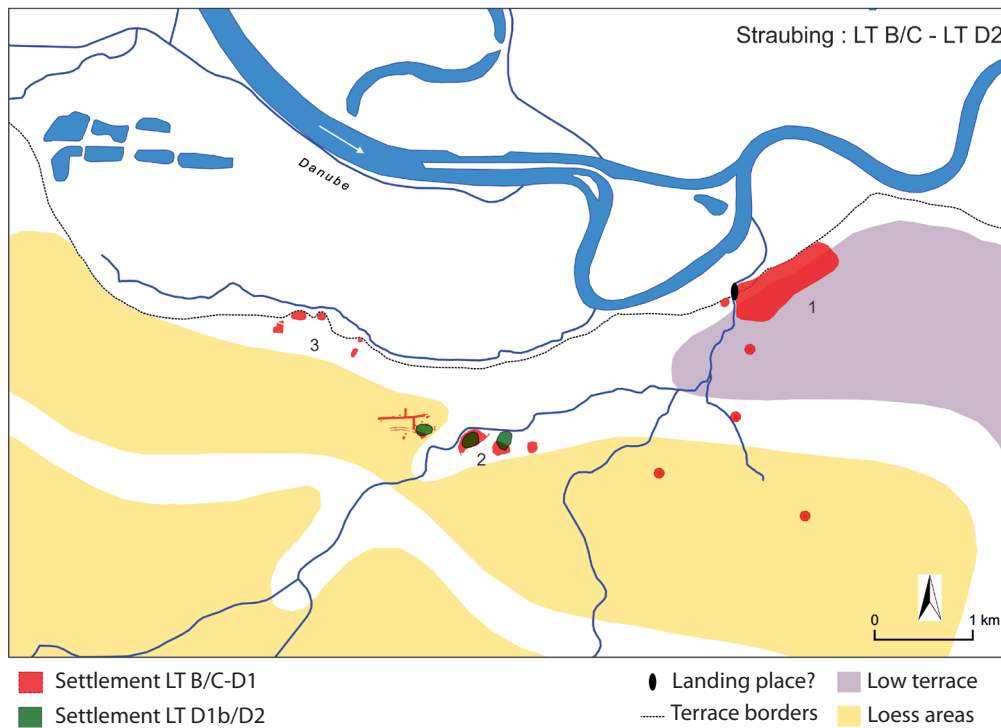 Straubing : LT B/C - LT D2
Danube
1
3
2
0 1 km
Settlement LT B/C-D1
Settlement LT D1b/D2
Landing place?
Terrace borders
Low terrace
Loess areas